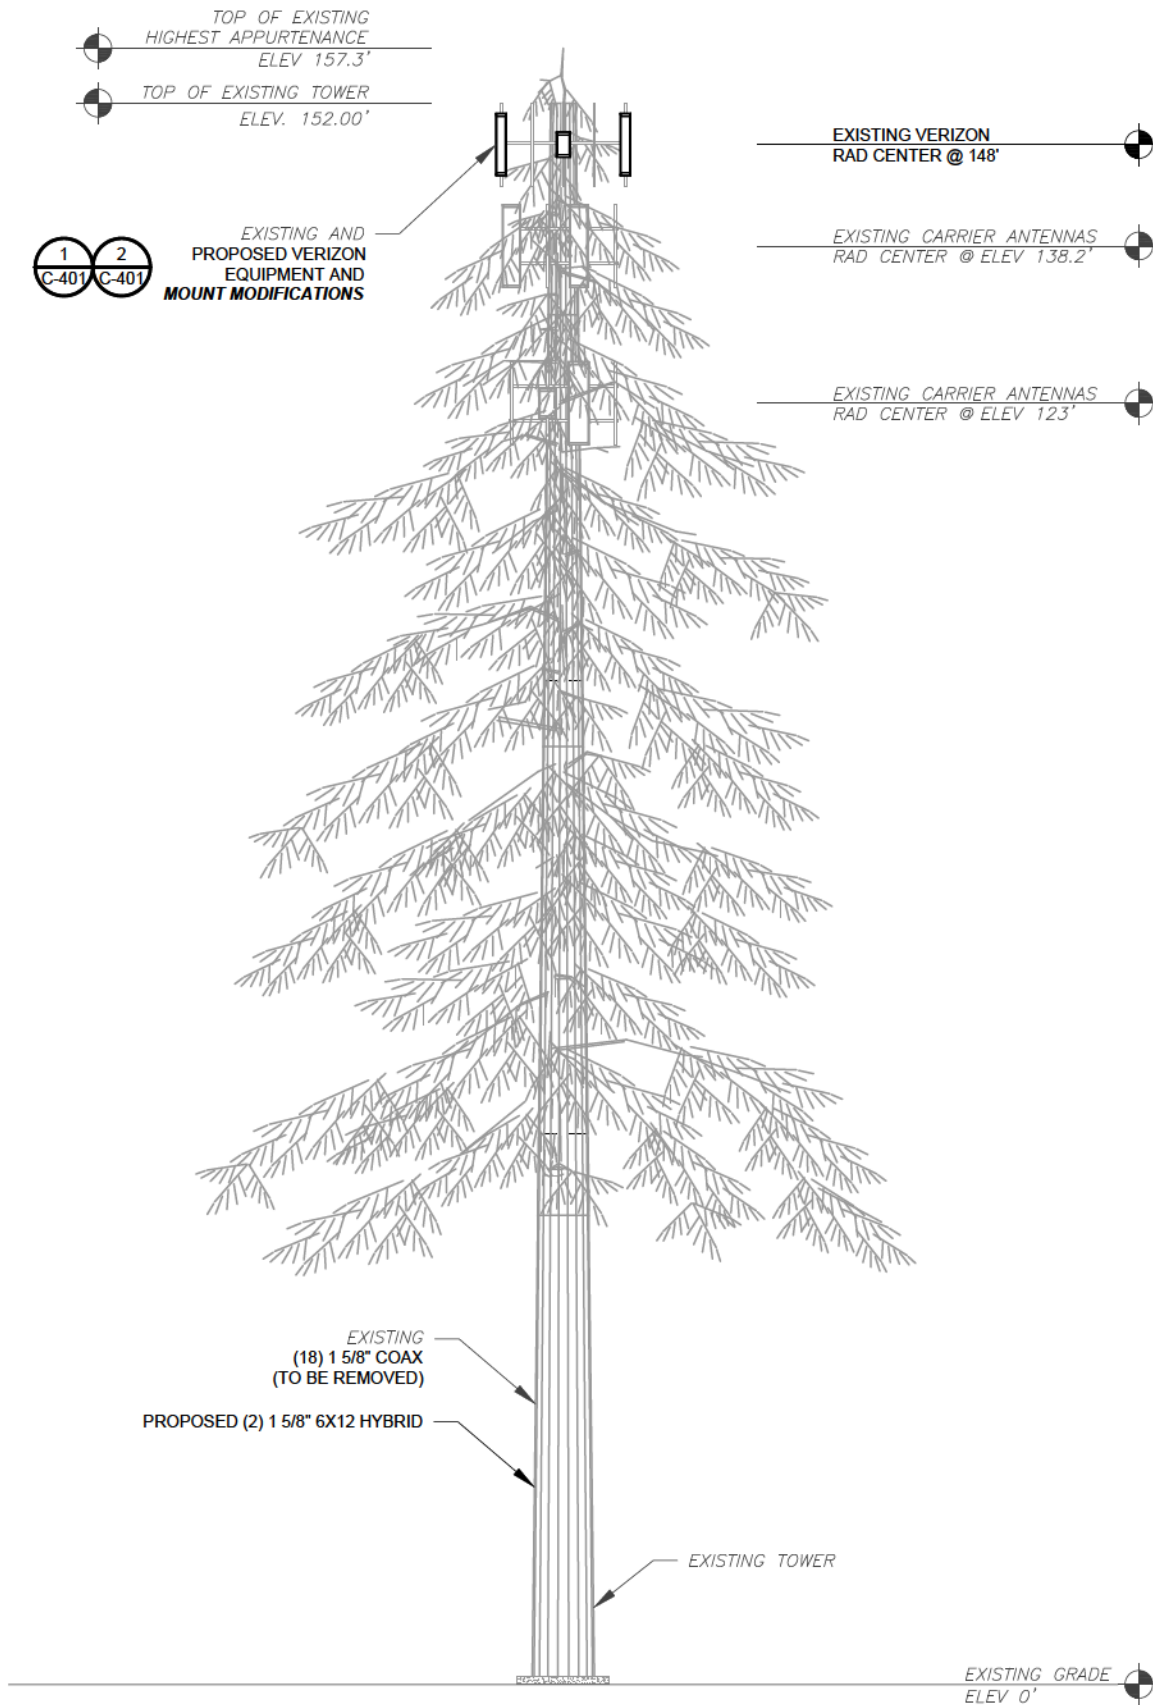 TOP OF EXISTING
HIGHEST APPURTENANCE
ELEV 157.3'
TOP OF EXISTING TOWER
ELEV. 152.00'
EXISTING VERIZON
RAD CENTER @ 148'
EXISTING AND
PROPOSED VERIZON
EQUIPMENT AND
MOUNT MODIFICATIONS
1
C-401
2
C-401
EXISTING CARRIER ANTENNAS
RAD CENTER @ ELEV 138.2'
EXISTING CARRIER ANTENNAS
RAD CENTER @ ELEV 123'
EXISTING
(18) 1 5/8" COAX
(TO BE REMOVED)
PROPOSED (2) 1 5/8" 6X12 HYBRID
EXISTING TOWER
EXISTING GRADE
ELEV 0'